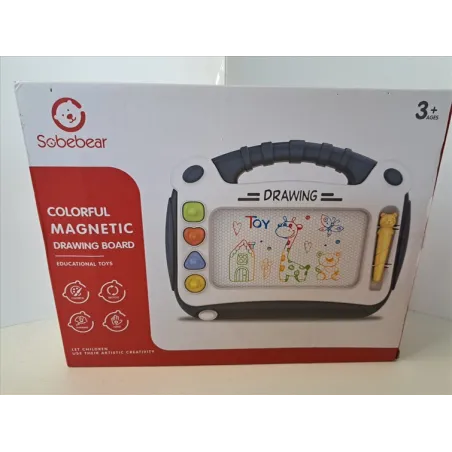 Sobebear
3+
AGES
COLORFUL
MAGNETIC
DRAWING BOARD
EDUCATIONAL TOYS
LET CHILDREN
USE THEIR ARTISTIC CREATIVITY
DRAWING
TOY